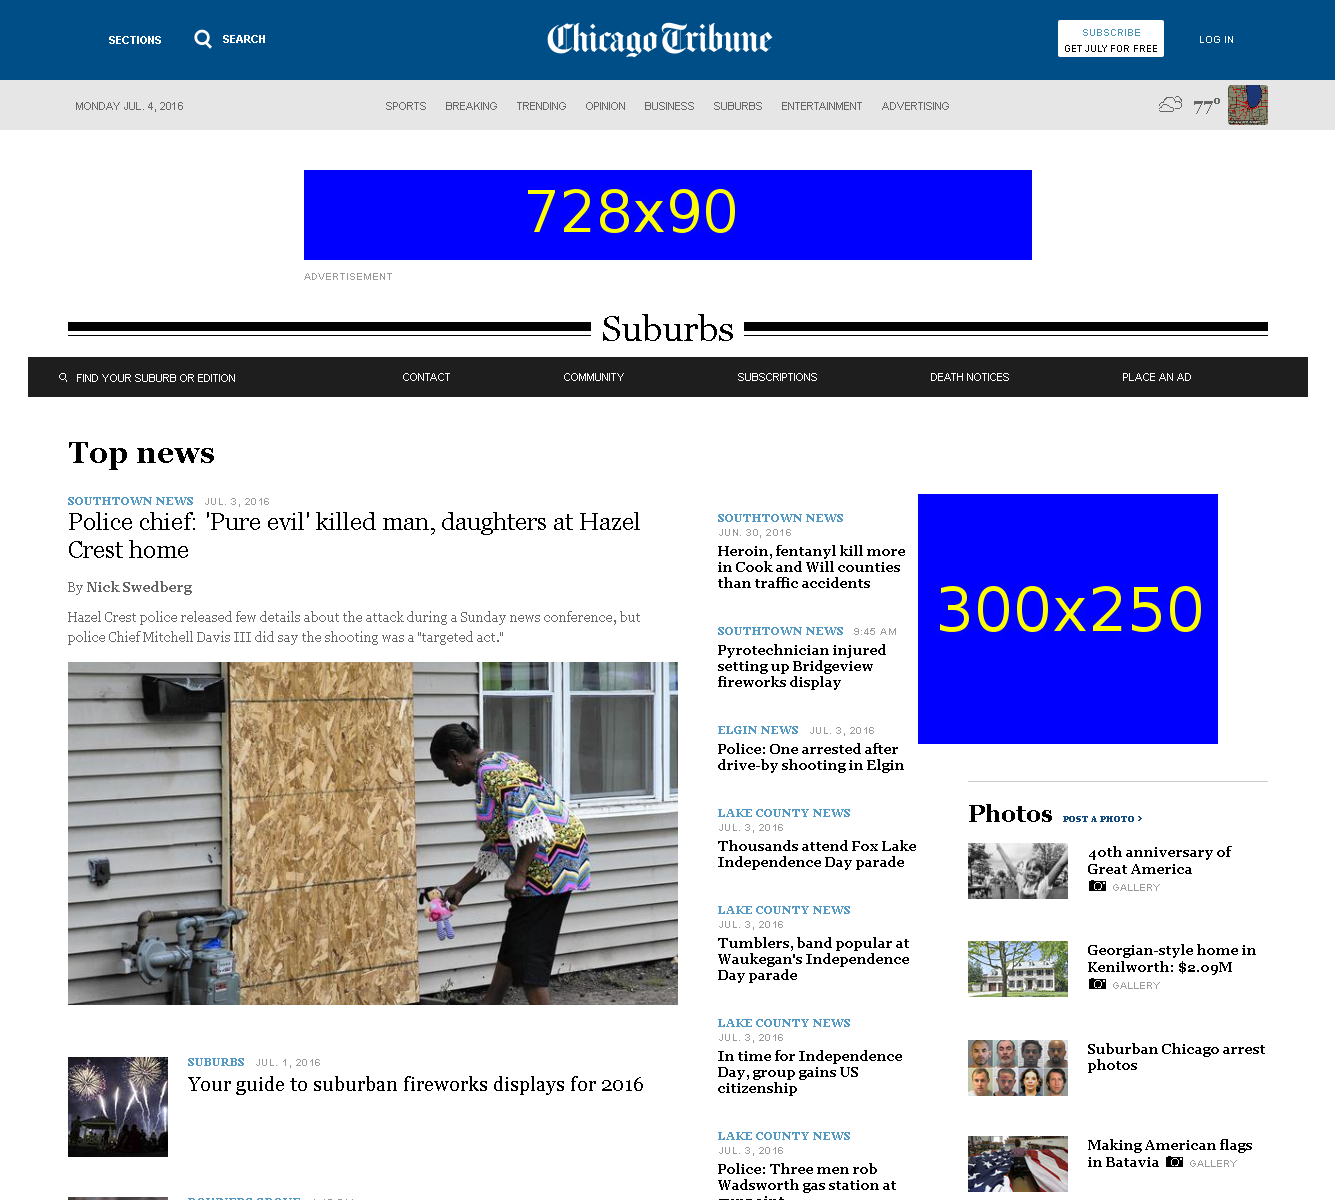 SECTIONS
SEARCH
Chicago Tribune
SUBSCRIBE
GET JULY FOR FREE
LOG IN
MONDAY JUL. 4, 2016
SPORTS
BREAKING
TRENDING
OPINION
BUSINESS
SUBURBS
ENTERTAINMENT
ADVERTISING
77°
728x90
ADVERTISEMENT
Suburbs
FIND YOUR SUBURB OR EDITION
CONTACT
COMMUNITY
SUBSCRIPTIONS
DEATH NOTICES
PLACE AN AD
Top news
SOUTHTOWN NEWS JUL. 3, 2016
Police chief: 'Pure evil' killed man, daughters at Hazel
Crest home
By Nick Swedberg
Hazel Crest police released few details about the attack during a Sunday news conference, but
police Chief Mitchell Davis III did say the shooting was a "targeted act."
SUBURBS JUL. 1, 2016
Your guide to suburban fireworks displays for 2016
SOUTHTOWN NEWS
JUN. 30, 2016
Heroin, fentanyl kill more
in Cook and Will counties
than traffic accidents
SOUTHTOWN NEWS 9:45 AM
Pyrotechnician injured
setting up Bridgeview
fireworks display
ELGIN NEWS JUL. 3, 2016
Police: One arrested after
drive-by shooting in Elgin
LAKE COUNTY NEWS
JUL. 3, 2016
Thousands attend Fox Lake
Independence Day parade
LAKE COUNTY NEWS
JUL. 3, 2016
Tumblers, band popular at
Waukegan's Independence
Day parade
LAKE COUNTY NEWS
JUL. 3, 2016
In time for Independence
Day, group gains US
citizenship
LAKE COUNTY NEWS
JUL. 3, 2016
Police: Three men rob
Wadsworth gas station at
300x250
Photos POST A PHOTO >
40th anniversary of
Great America
GALLERY
Georgian-style home in
Kenilworth: $2.09M
GALLERY
Suburban Chicago arrest
photos
Making American flags
in Batavia GALLERY